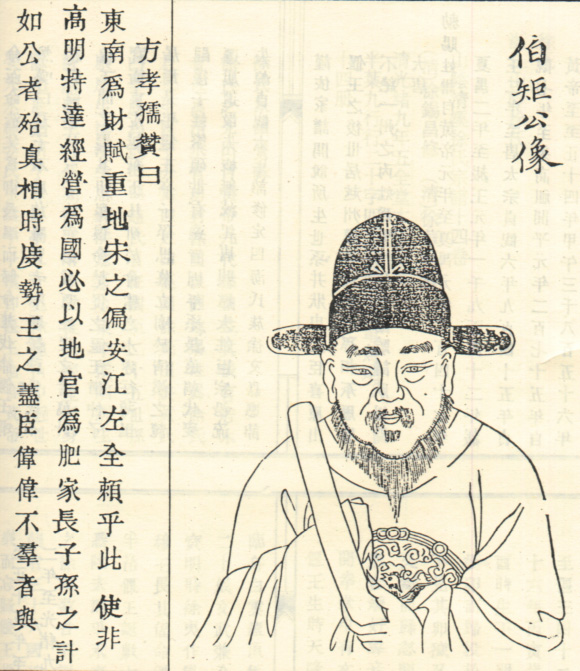 伯矩公像
方孝孺贊曰
東南爲財賦重地宋之偏安江左全頼乎此使非
高明特達經營爲國必以地官爲肥家長子孫之計
如公者殆真相時度勢王之藎臣偉偉不羣者與